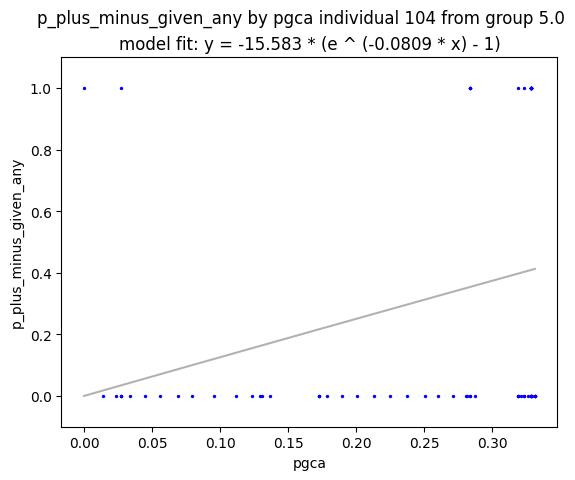 p_plus_minus_given_any by pgca individual 104 from group 5.0
model fit: y = -15.583 * (e ^ (-0.0809 * x) - 1)
1.0
0.8
0.6
0.4
0.2
0.0
p_plus_minus_given_any
0.00 0.05 0.10 0.15 0.20 0.25 0.30
pgca